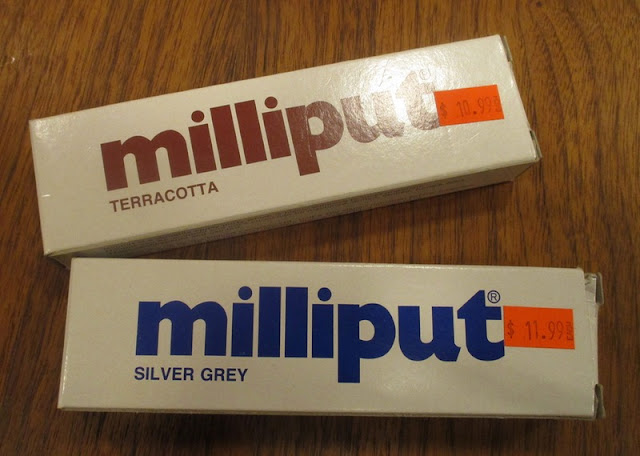 milliput®
$ 10.99
TERRACOTTA
milliput®
$ 11.99
SILVER GREY